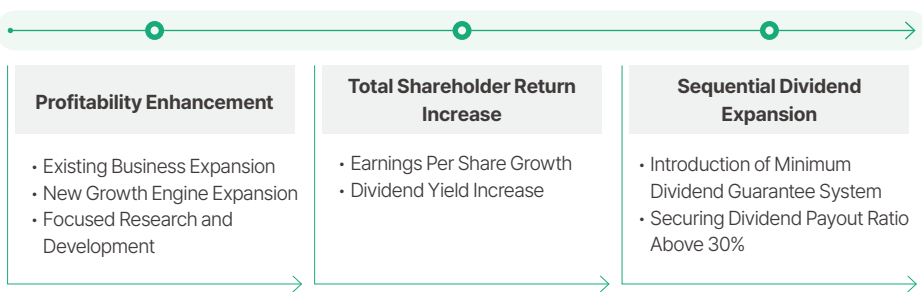 Profitability Enhancement
• Existing Business Expansion
• New Growth Engine Expansion
• Focused Research and
Development
Total Shareholder Return
Increase
• Earnings Per Share Growth
• Dividend Yield Increase
Sequential Dividend
Expansion
• Introduction of Minimum
Dividend Guarantee System
• Securing Dividend Payout Ratio
Above 30%